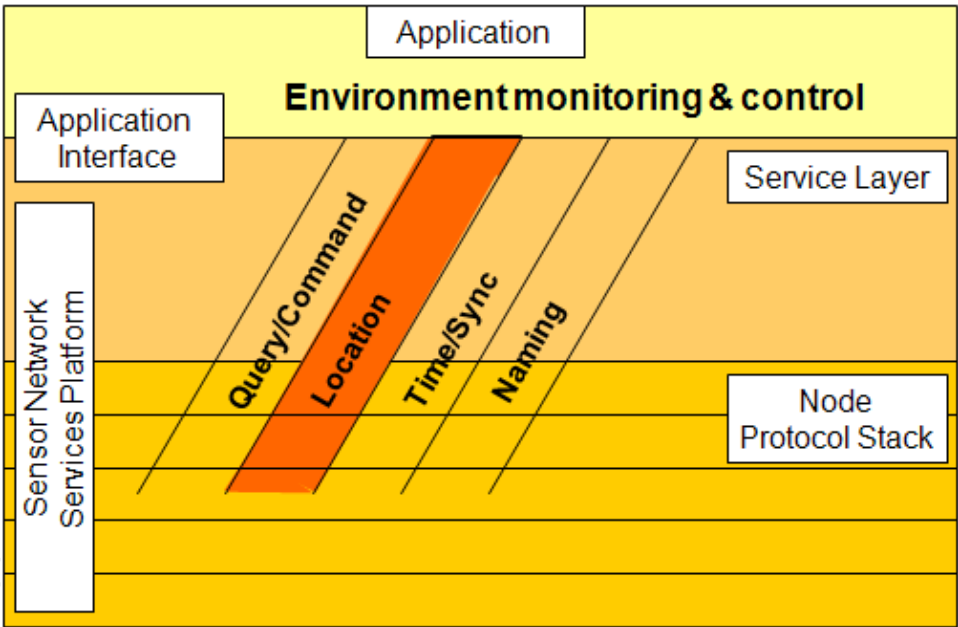 Application
Environment monitoring & control
Application
Interface
Service Layer
Query/Command
Location
Time/Sync
Naming
Sensor Network
Services Platform
Node
Protocol Stack